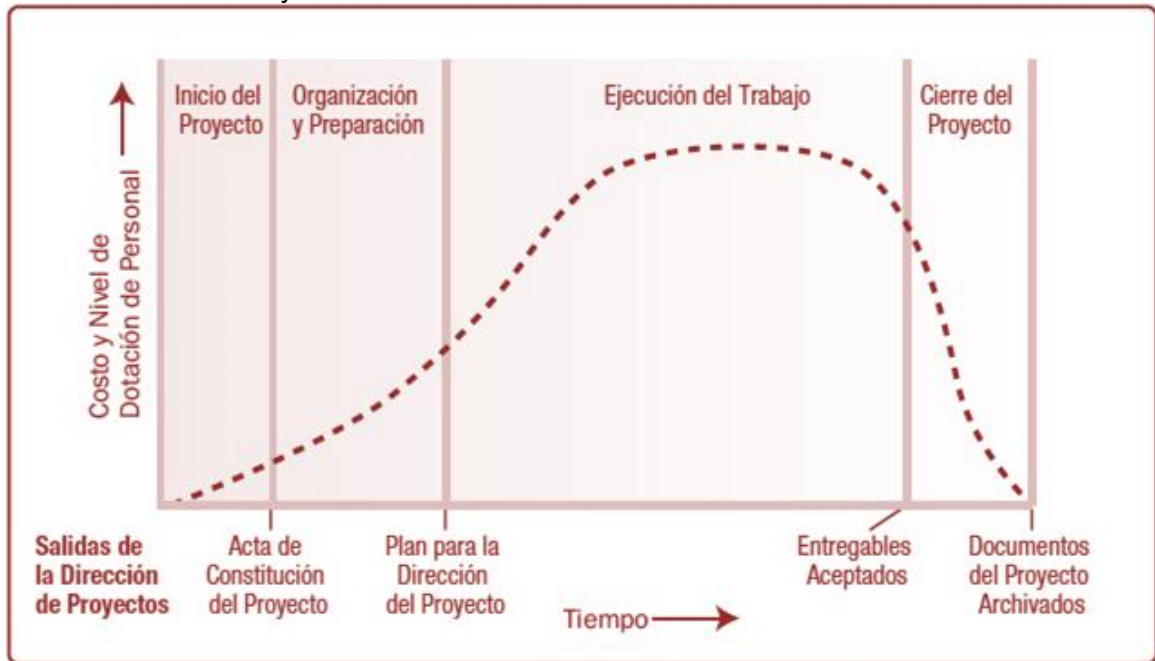 Inicio del
Proyecto
Organización
y Preparación
Ejecución del Trabajo
Cierre del
Proyecto
Costo y Nivel de
Dotación de Personal
Salidas de
la Dirección
de Proyectos
Acta de
Constitución
del Proyecto
Plan para la
Dirección
del Proyecto
Entregables
Aceptados
Documentos
del Proyecto
Archivados
Tiempo